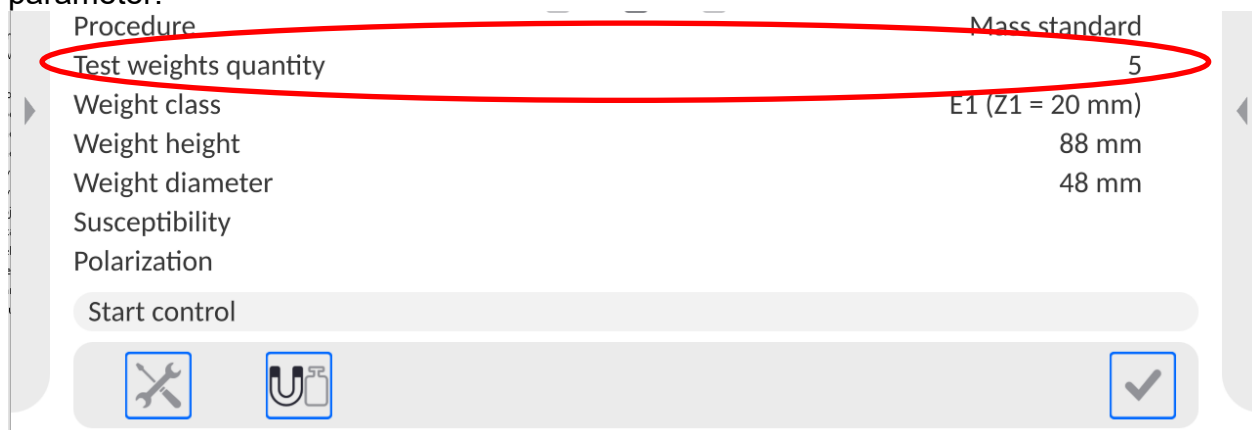 parameter.
Procedure Mass standard
Test weights quantity 5
Weight class E1 (Z1 = 20 mm)
Weight height 88 mm
Weight diameter 48 mm
Susceptibility
Polarization
Start control